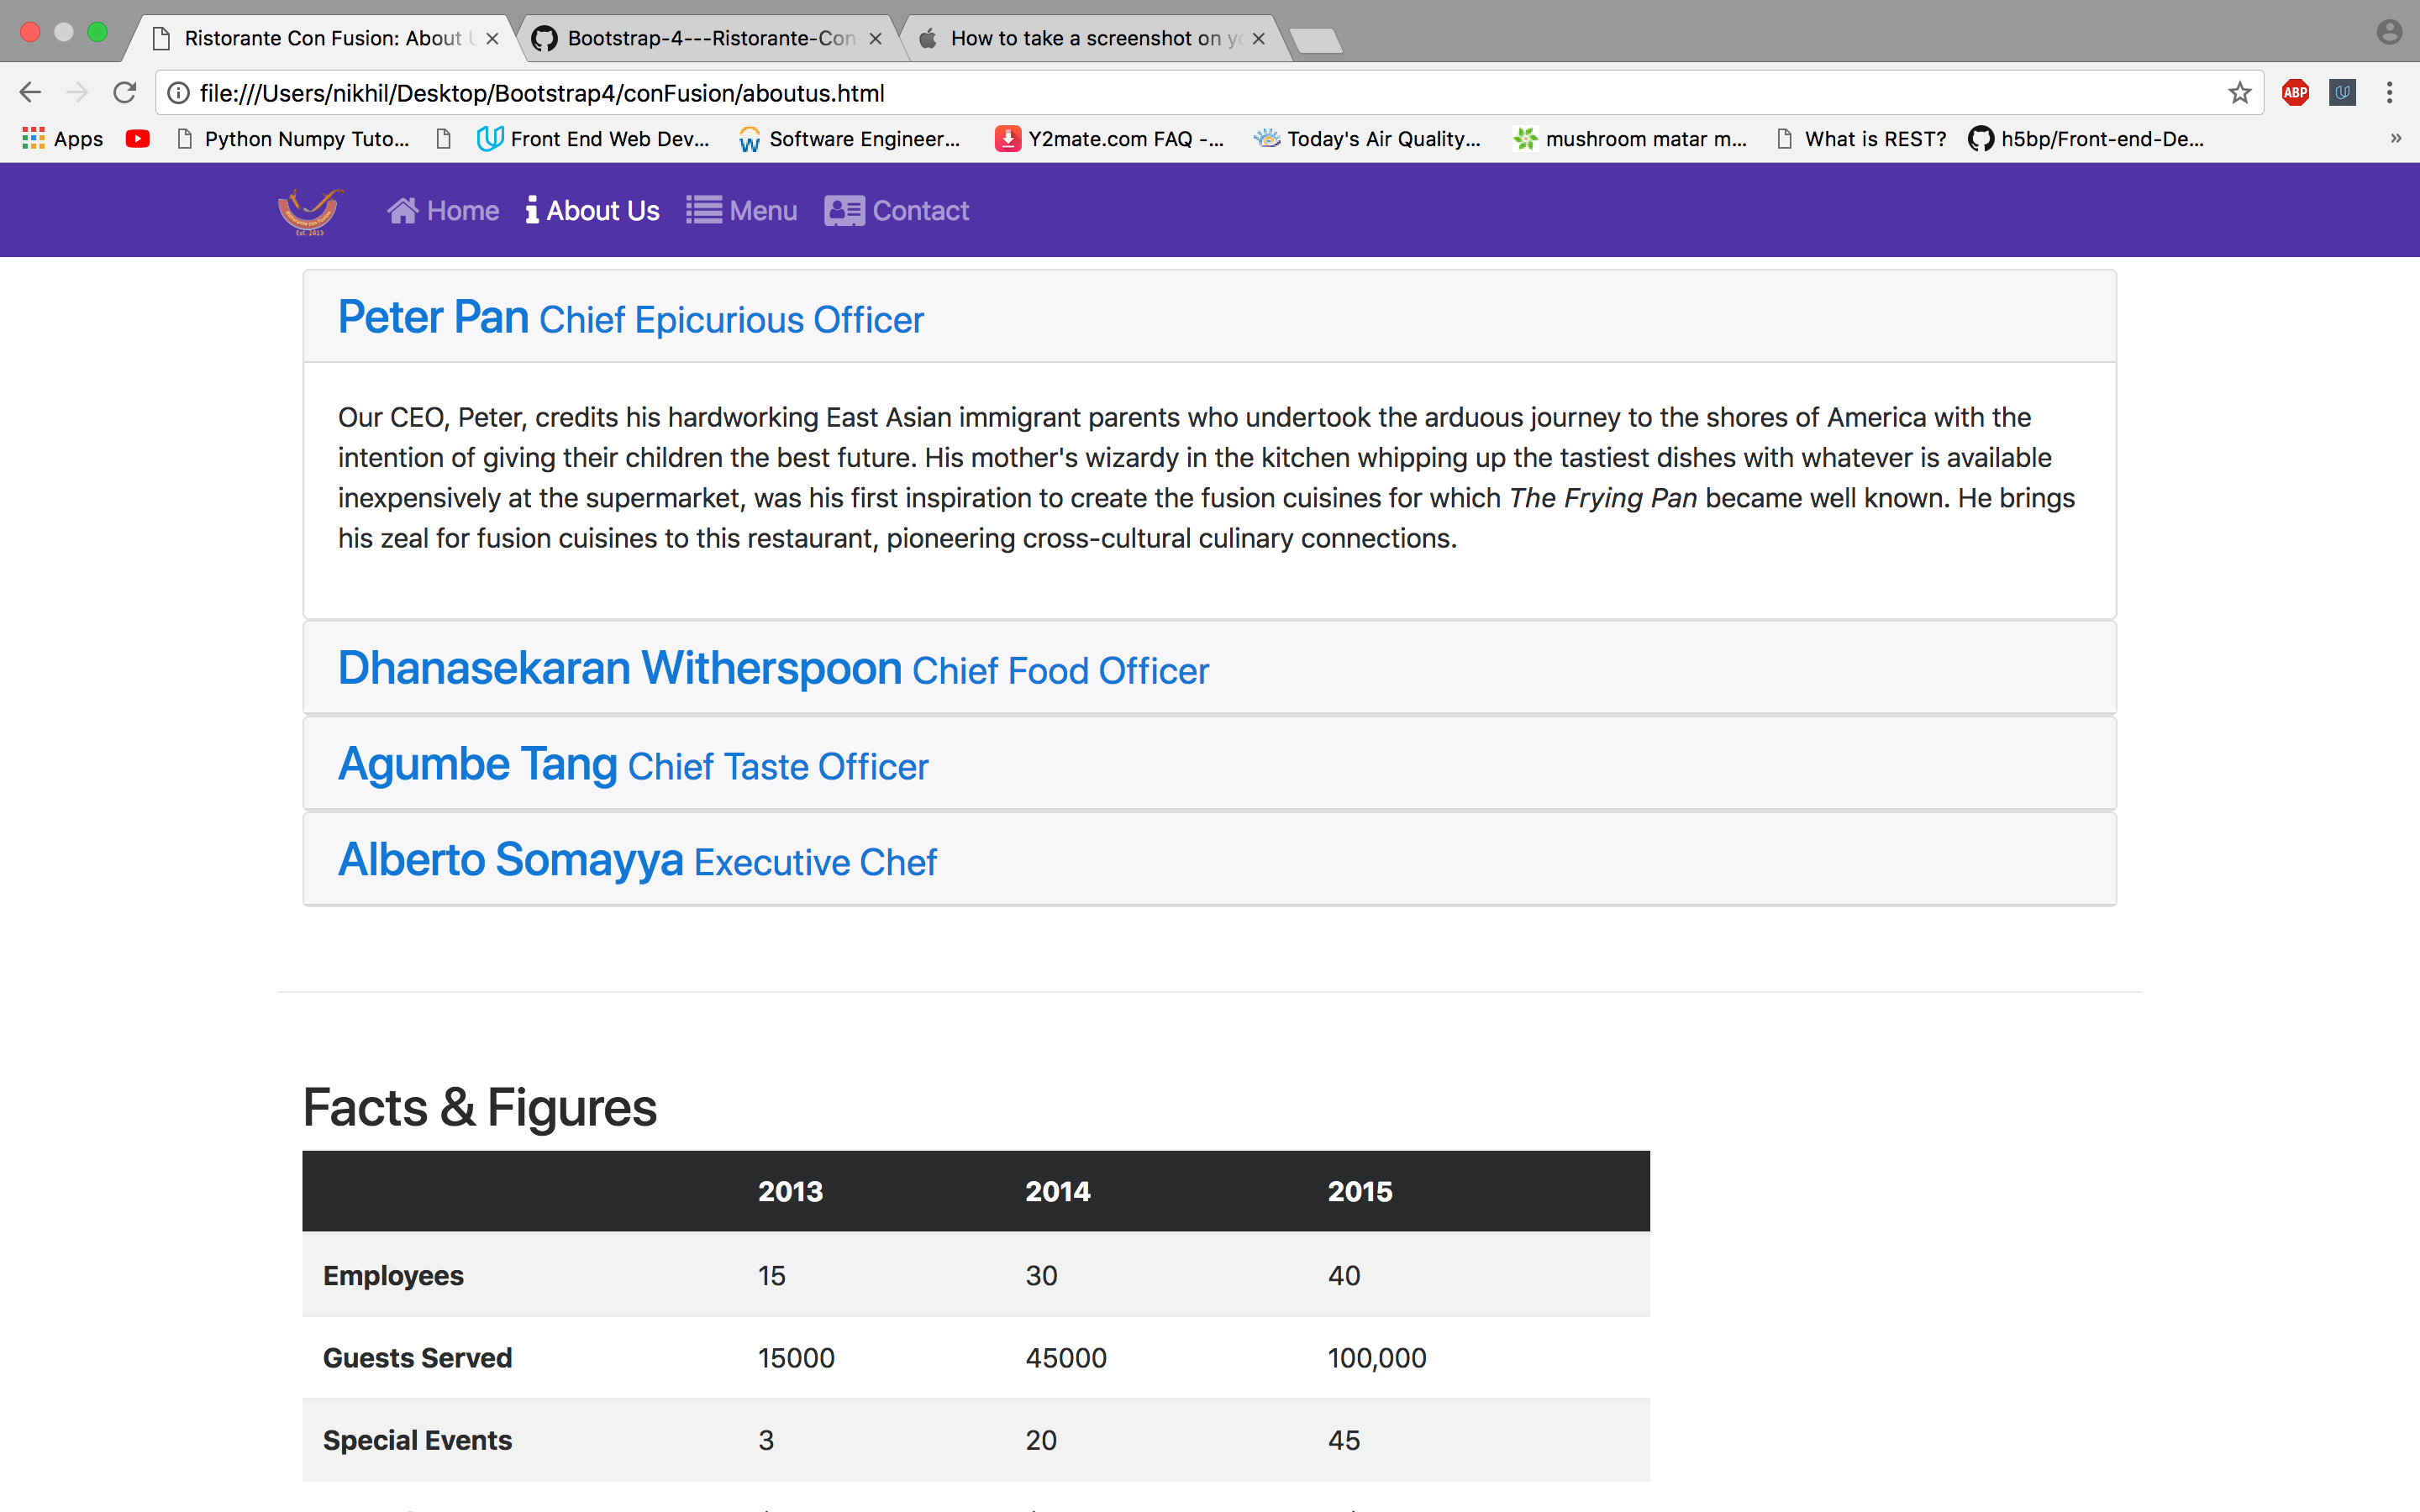 Ristorante Con Fusion: About U
Bootstrap-4---Ristorante-Con-
How to take a screenshot on yo
file:///Users/nikhil/Desktop/Bootstrap4/conFusion/aboutus.html
ABP
Apps
Python Numpy Tuto...
Front End Web Dev...
Software Engineer...
Y2mate.com FAQ -...
Today's Air Quality...
mushroom matar m...
What is REST?
h5bp/Front-end-De...
»
Est. 2013
Home
About Us
Menu
Contact
Peter Pan Chief Epicurious Officer
Our CEO, Peter, credits his hardworking East Asian immigrant parents who undertook the arduous journey to the shores of America with the
intention of giving their children the best future. His mother's wizardy in the kitchen whipping up the tastiest dishes with whatever is available
inexpensively at the supermarket, was his first inspiration to create the fusion cuisines for which The Frying Pan became well known. He brings
his zeal for fusion cuisines to this restaurant, pioneering cross-cultural culinary connections.
Dhanasekaran Witherspoon Chief Food Officer
Agumbe Tang Chief Taste Officer
Alberto Somayya Executive Chef
Facts & Figures
2013 2014 2015
Employees 15 30 40
Guests Served 15000 45000 100,000
Special Events 3 20 45